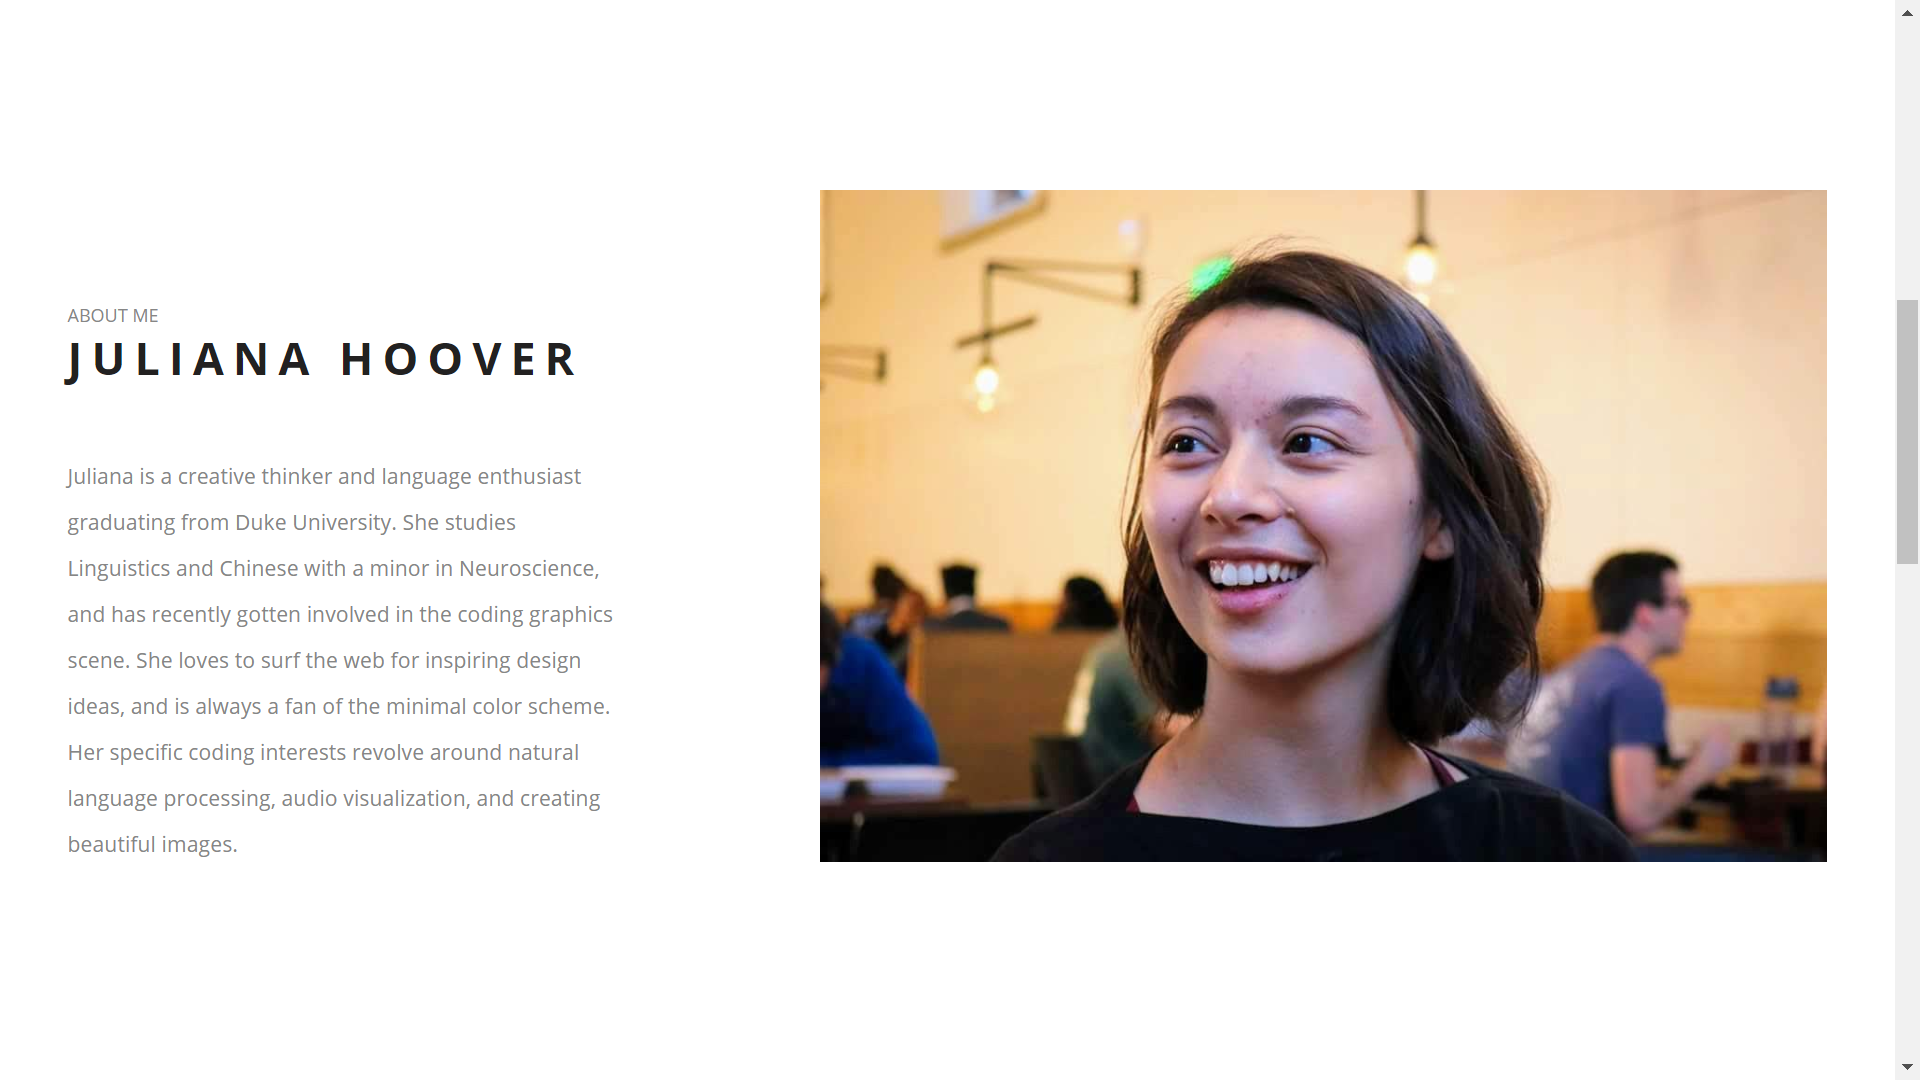 ABOUT ME
JULIANA HOOVER
Juliana is a creative thinker and language enthusiast
graduating from Duke University. She studies
Linguistics and Chinese with a minor in Neuroscience,
and has recently gotten involved in the coding graphics
scene. She loves to surf the web for inspiring design
ideas, and is always a fan of the minimal color scheme.
Her specific coding interests revolve around natural
language processing, audio visualization, and creating
beautiful images.